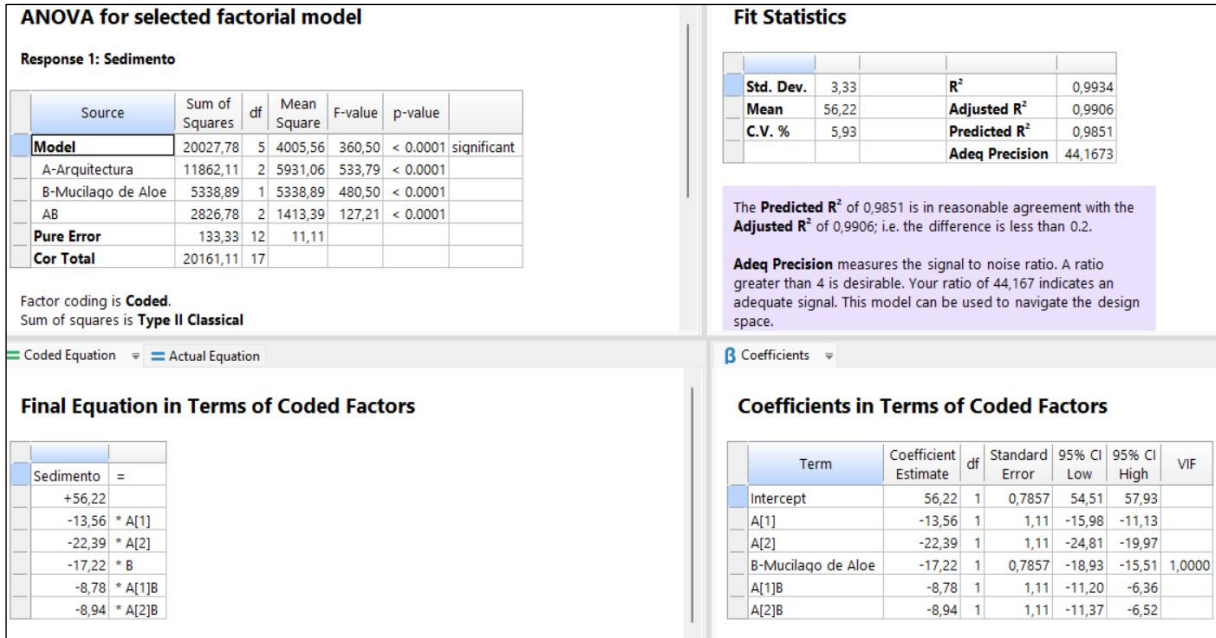 ANOVA for selected factorial model
Response 1: Sedimento
Source Sum of Squares df Mean Square F-value p-value
Model 20027,78 5 4005,56 360,50 < 0.0001 significant
A-Arquitectura 11862,11 2 5931,06 533,79 < 0.0001
B-Mucilago de Aloe 5338,89 1 5338,89 480,50 < 0.0001
AB 2826,78 2 1413,39 127,21 < 0.0001
Pure Error 133,33 12 11,11
Cor Total 20161,11 17
Factor coding is Coded.
Sum of squares is Type II Classical
Fit Statistics
Std. Dev. 3,33 R² 0,9934
Mean 56,22 Adjusted R² 0,9906
C.V. % 5,93 Predicted R² 0,9851
Adeq Precision 44,1673
The Predicted R² of 0,9851 is in reasonable agreement with the
Adjusted R² of 0,9906; i.e. the difference is less than 0.2.
Adeq Precision measures the signal to noise ratio. A ratio
greater than 4 is desirable. Your ratio of 44,167 indicates an
adequate signal. This model can be used to navigate the design
space.
Coded Equation Actual Equation
Final Equation in Terms of Coded Factors
Sedimento =
+56,22
-13,56 * A[1]
-22,39 * A[2]
-17,22 * B
-8,78 * A[1]B
-8,94 * A[2]B
β Coefficients
Coefficients in Terms of Coded Factors
Term Coefficient Estimate df Standard Error 95% CI Low 95% CI High VIF
Intercept 56,22 1 0,7857 54,51 57,93
A[1] -13,56 1 1,11 -15,98 -11,13
A[2] -22,39 1 1,11 -24,81 -19,97
B-Mucilago de Aloe -17,22 1 0,7857 -18,93 -15,51 1,0000
A[1]B -8,78 1 1,11 -11,20 -6,36
A[2]B -8,94 1 1,11 -11,37 -6,52